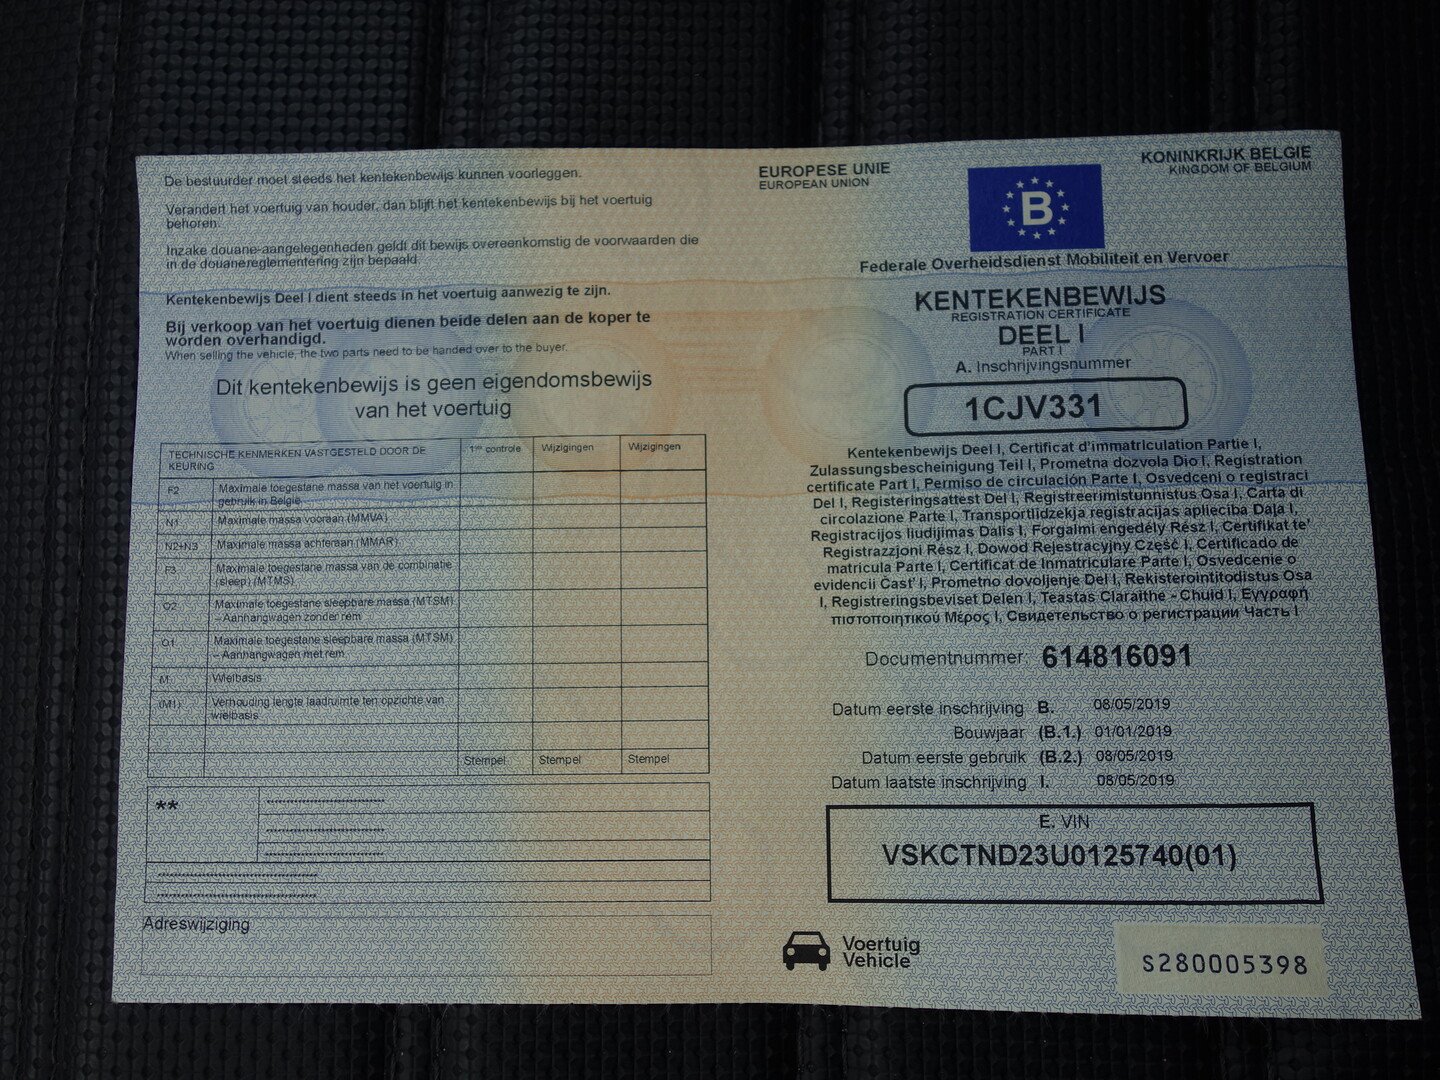 De bestuurder moet steeds het kentekenbewijs kunnen voorleggen.
Verandert het voertuig van houder, dan blijft het kentekenbewijs bij het voertuig
behoren.
Inzake douane-aangelegenheden geldt dit bewijs overeenkomstig de voorwaarden die
in de douanereglementering zijn bepaald.
Kentekenbewijs Deel I dient steeds in het voertuig aanwezig te zijn.
Bij verkoop van het voertuig dienen beide delen aan de koper te
worden overhandigd.
When selling the vehicle, the two parts need to be handed over to the buyer.
Dit kentekenbewijs is geen eigendomsbewijs
van het voertuig
TECHNISCHE KENMERKEN VASTGESTELD DOOR DE
KEURING
1ste controle
Wijzigingen
Wijzigingen
F2 Maximale toegestane massa van het voertuig in
gebruik in België
N1 Maximale massa vooraan (MMVA)
N2+N3 Maximale massa achteraan (MMAR)
F3 Maximale toegestane massa van de combinatie
(sleep) (MTMS)
O2 Maximale toegestane sleepbare massa (MTSM)
– Aanhangwagen zonder rem
O1 Maximale toegestane sleepbare massa (MTSM)
– Aanhangwagen met rem
M Wielbasis
(M1) Verhouding lengte laadruimte ten opzichte van
wielbasis
Stempel Stempel Stempel
**
Adreswijziging
EUROPESE UNIE
EUROPEAN UNION
B
KONINKRIJK BELGIE
KINGDOM OF BELGIUM
Federale Overheidsdienst Mobiliteit en Vervoer
KENTEKENBEWIJS
REGISTRATION CERTIFICATE
DEEL I
PART I
A. Inschrijvingsnummer
1CJV331
Kentekenbewijs Deel I, Certificat d'immatriculation Partie I,
Zulassungsbescheinigung Teil I, Prometna dozvola Dio I, Registration
certificate Part I, Permiso de circulación Parte I, Osvedceni o registraci
Del I, Registeringsattest Del I, Registreerimistunnistus Osa I, Carta di
circolazione Parte I, Transportlidzekja registracijas apliecība Daļa I,
Registracijos liudijimas Dalis I, Forgalmi engedély Rész I, Certifikat te'
Registrazzjoni Rész I, Dowod Rejestracyjny Część I, Certificado de
matricula Parte I, Certificat de Inmatriculare Parte I, Osvedcenie o
evidencii Čast' I, Prometno dovoljenje Del I, Rekisterointitodistus Osa
I, Registreringsbeviset Delen I, Teastas Claraithe - Chuid I, Εγγραφή
πιστοποιητικού Μέρος I, Свидетельство о регистрации Часть I
Documentnummer: 614816091
Datum eerste inschrijving B. 08/05/2019
Bouwjaar (B.1.) 01/01/2019
Datum eerste gebruik (B.2.) 08/05/2019
Datum laatste inschrijving I. 08/05/2019
E. VIN
VSKCTND23U0125740(01)
Voertuig
Vehicle
S280005398